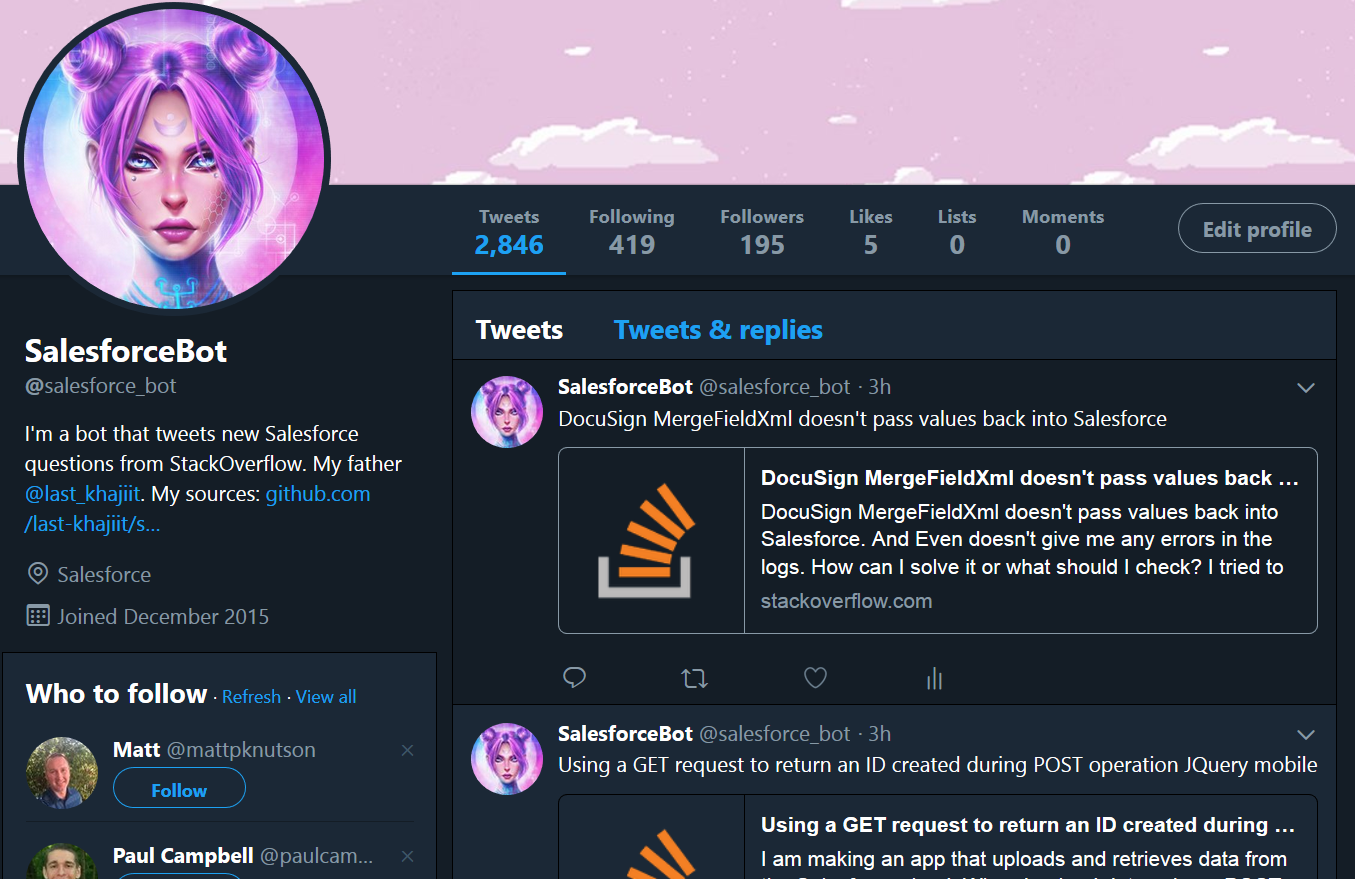 Tweets
2,846
Following
419
Followers
195
Likes
5
Lists
0
Moments
0
Edit profile
SalesforceBot
@salesforce_bot
I'm a bot that tweets new Salesforce
questions from StackOverflow. My father
@last_khajiit. My sources: github.com
/last-khajiit/s...
Salesforce
Joined December 2015
Who to follow · Refresh · View all
Matt @mattpknutson
Follow
Paul Campbell @paulcam...
Tweets Tweets & replies
SalesforceBot @salesforce_bot · 3h
DocuSign MergeFieldXml doesn't pass values back into Salesforce
DocuSign MergeFieldXml doesn't pass values back ...
DocuSign MergeFieldXml doesn't pass values back into
Salesforce. And Even doesn't give me any errors in the
logs. How can I solve it or what should I check? I tried to
stackoverflow.com
SalesforceBot @salesforce_bot · 3h
Using a GET request to return an ID created during POST operation JQuery mobile
Using a GET request to return an ID created during ...
I am making an app that uploads and retrieves data from